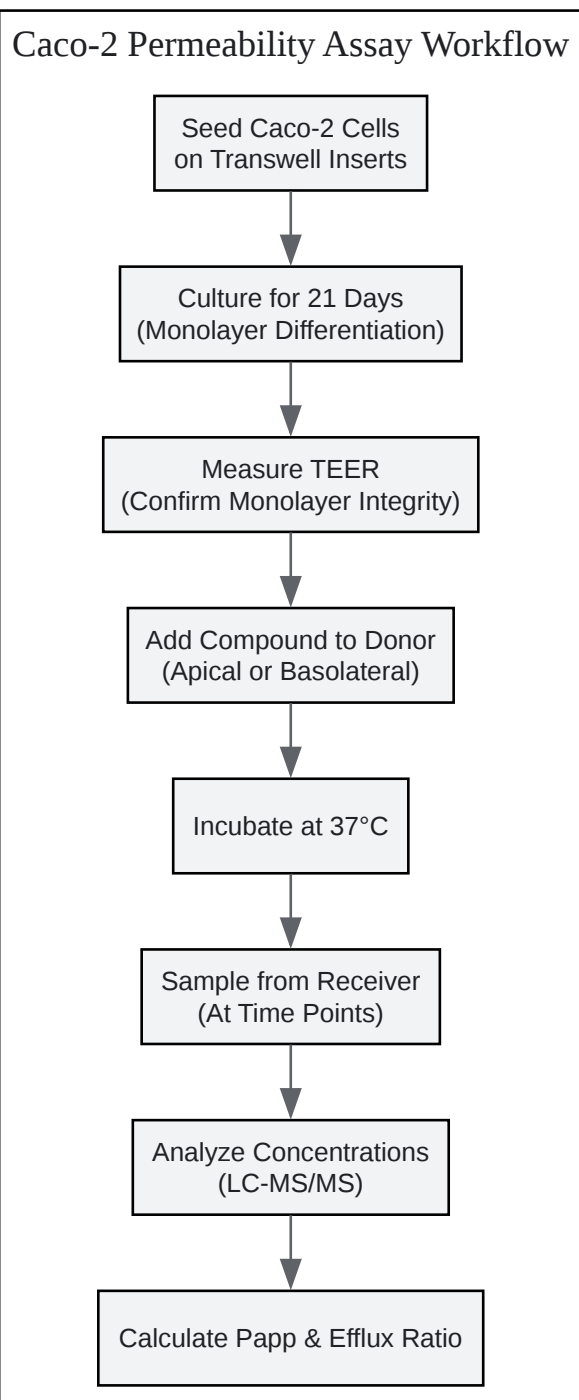 Caco-2 Permeability Assay Workflow
Seed Caco-2 Cells
on Transwell Inserts
Culture for 21 Days
(Monolayer Differentiation)
Measure TEER
(Confirm Monolayer Integrity)
Add Compound to Donor
(Apical or Basolateral)
Incubate at 37°C
Sample from Receiver
(At Time Points)
Analyze Concentrations
(LC-MS/MS)
Calculate Papp & Efflux Ratio